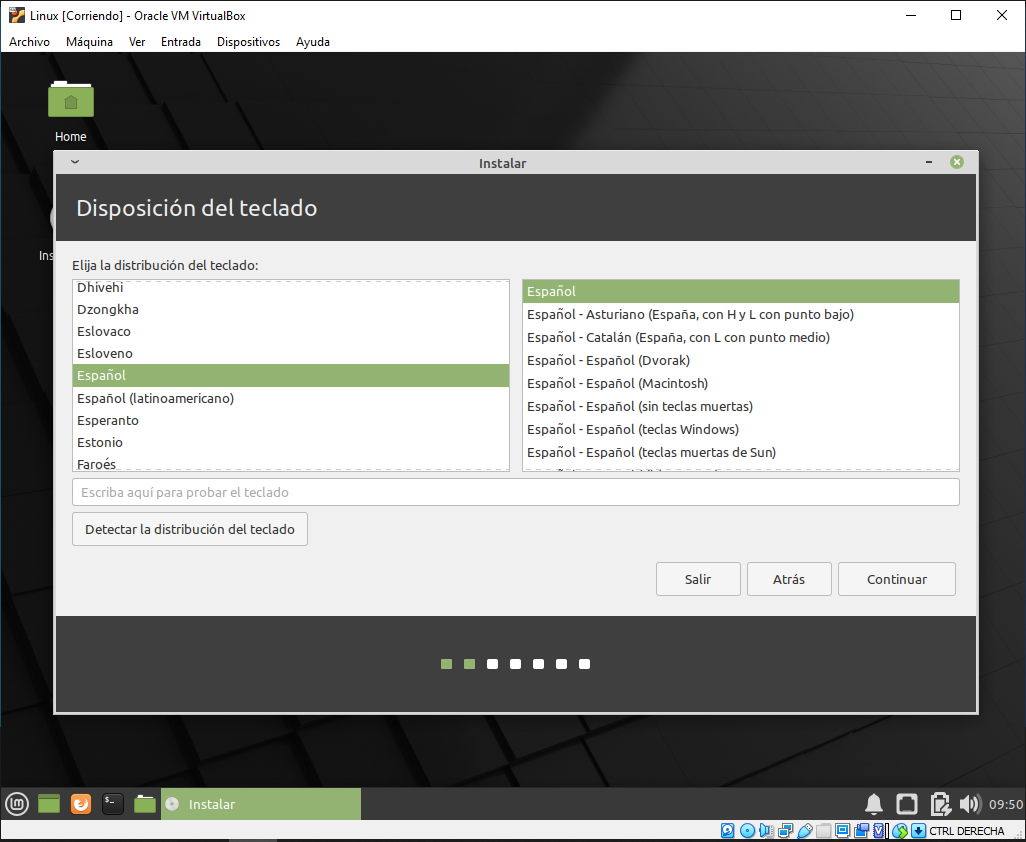 Linux [Corriendo] - Oracle VM VirtualBox
Archivo Máquina Ver Entrada Dispositivos Ayuda
Home
Instalar
Disposición del teclado
Ins
Elija la distribución del teclado:
Dhivehi
Dzongkha
Eslovaco
Esloveno
Español
Español (latinoamericano)
Esperanto
Estonio
Faroés
Español
Español - Asturiano (España, con H y L con punto bajo)
Español - Catalán (España, con L con punto medio)
Español - Español (Dvorak)
Español - Español (Macintosh)
Español - Español (sin teclas muertas)
Español - Español (teclas Windows)
Español - Español (teclas muertas de Sun)
Escriba aquí para probar el teclado
Detectar la distribución del teclado
Salir Atrás Continuar
Instalar 09:50
CTRL DERECHA